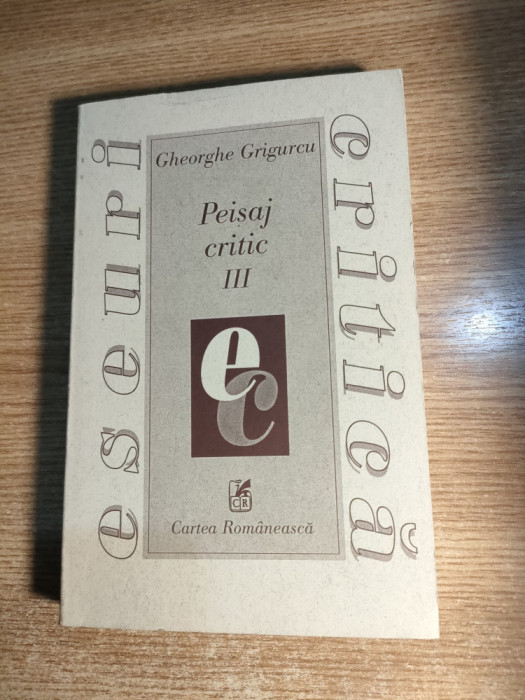 eseuri
Gheorghe Grigurcu
Peisaj
critic
III
ec
CR
Cartea Românească
critică